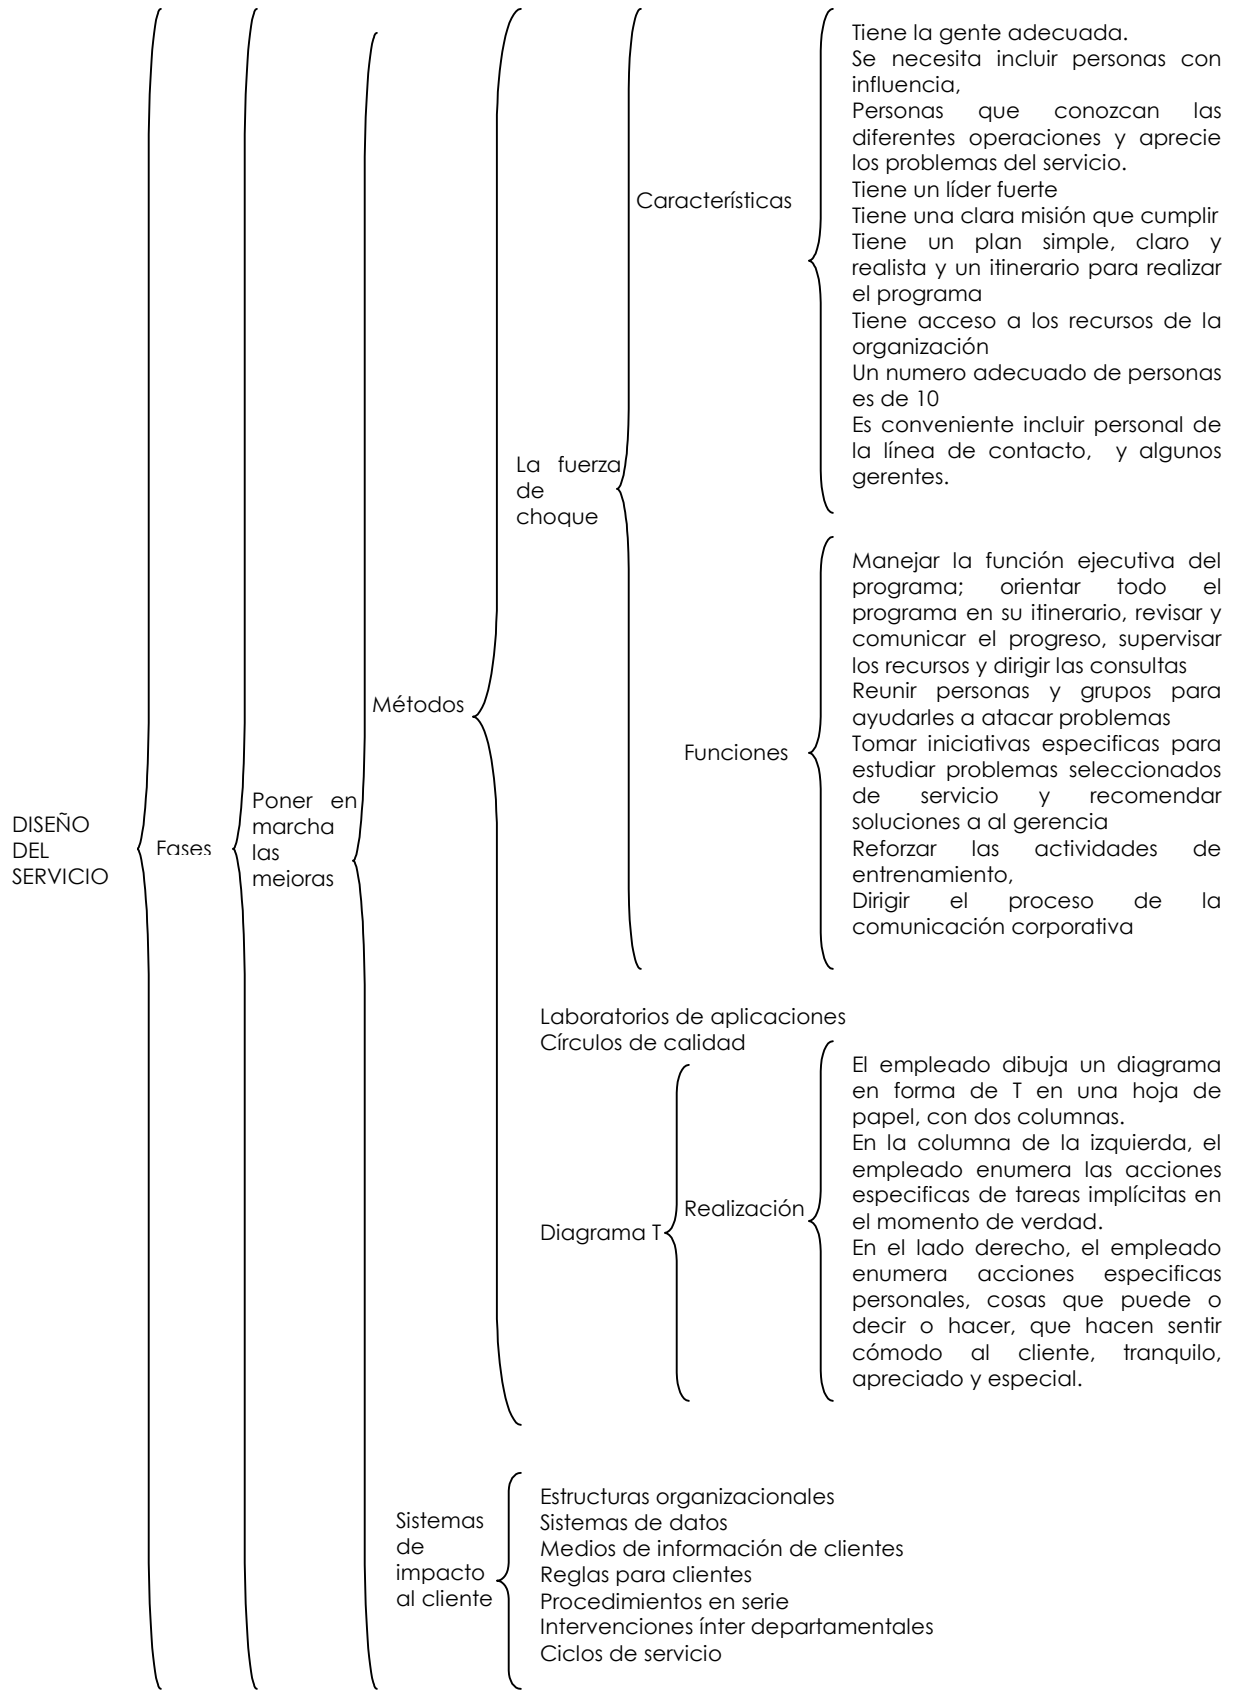 DISEÑO
DEL
SERVICIO
Fases
Poner en
marcha
las
mejoras
Métodos
La fuerza
de
choque
Características
Tiene la gente adecuada.
Se necesita incluir personas con
influencia,
Personas que conozcan las
diferentes operaciones y aprecie
los problemas del servicio.
Tiene un líder fuerte
Tiene una clara misión que cumplir
Tiene un plan simple, claro y
realista y un itinerario para realizar
el programa
Tiene acceso a los recursos de la
organización
Un numero adecuado de personas
es de 10
Es conveniente incluir personal de
la línea de contacto, y algunos
gerentes.
Funciones
Manejar la función ejecutiva del
programa; orientar todo el
programa en su itinerario, revisar y
comunicar el progreso, supervisar
los recursos y dirigir las consultas
Reunir personas y grupos para
ayudarles a atacar problemas
Tomar iniciativas especificas para
estudiar problemas seleccionados
de servicio y recomendar
soluciones a al gerencia
Reforzar las actividades de
entrenamiento,
Dirigir el proceso de la
comunicación corporativa
Laboratorios de aplicaciones
Círculos de calidad
Diagrama T
Realización
El empleado dibuja un diagrama
en forma de T en una hoja de
papel, con dos columnas.
En la columna de la izquierda, el
empleado enumera las acciones
especificas de tareas implícitas en
el momento de verdad.
En el lado derecho, el empleado
enumera acciones especificas
personales, cosas que puede o
decir o hacer, que hacen sentir
cómodo al cliente, tranquilo,
apreciado y especial.
Sistemas
de
impacto
al cliente
Estructuras organizacionales
Sistemas de datos
Medios de información de clientes
Reglas para clientes
Procedimientos en serie
Intervenciones ínter departamentales
Ciclos de servicio